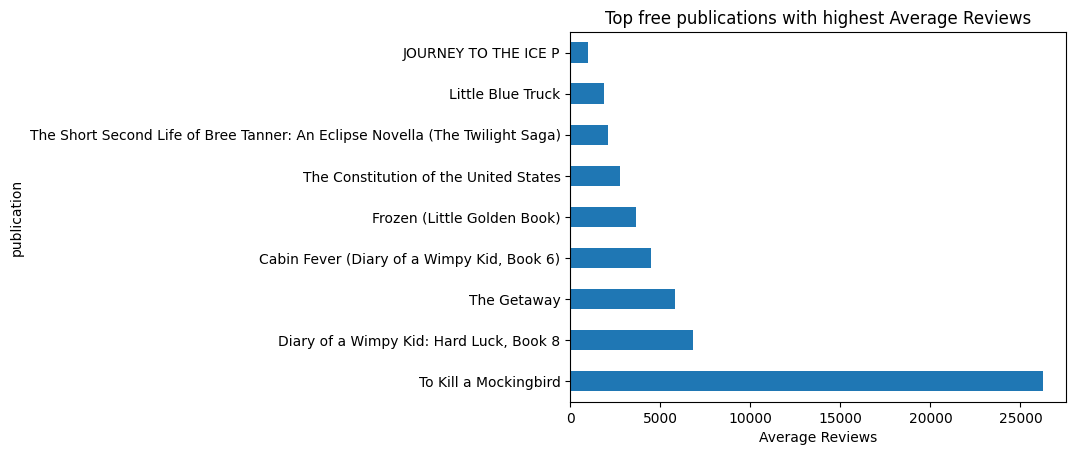 Top free publications with highest Average Reviews
JOURNEY TO THE ICE P
Little Blue Truck
The Short Second Life of Bree Tanner: An Eclipse Novella (The Twilight Saga)
The Constitution of the United States
Frozen (Little Golden Book)
Cabin Fever (Diary of a Wimpy Kid, Book 6)
The Getaway
Diary of a Wimpy Kid: Hard Luck, Book 8
To Kill a Mockingbird
publication
0 5000 10000 15000 20000 25000
Average Reviews